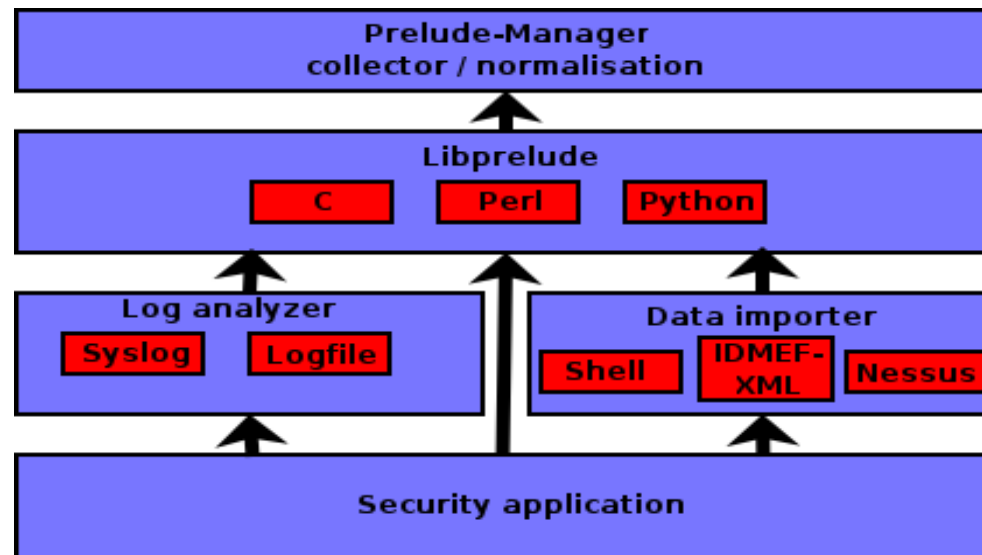 Prelude-Manager
collector / normalisation
Libprelude
C
Perl
Python
Log analyzer
Syslog
Logfile
Data importer
Shell
IDMEF-
XML
Nessus
Security application